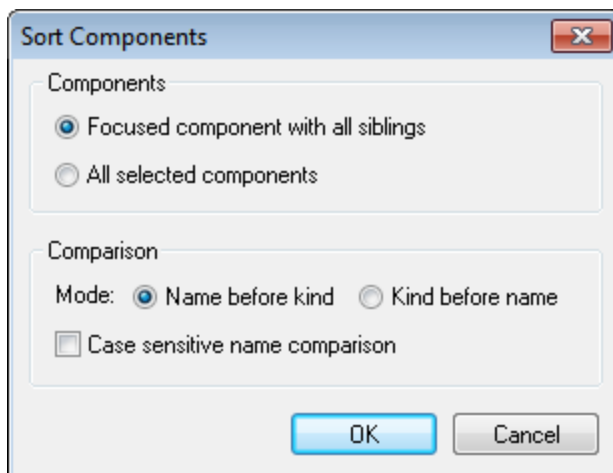 Sort Components
Components
Focused component with all siblings
All selected components
Comparison
Mode: Name before kind Kind before name
Case sensitive name comparison
OK Cancel